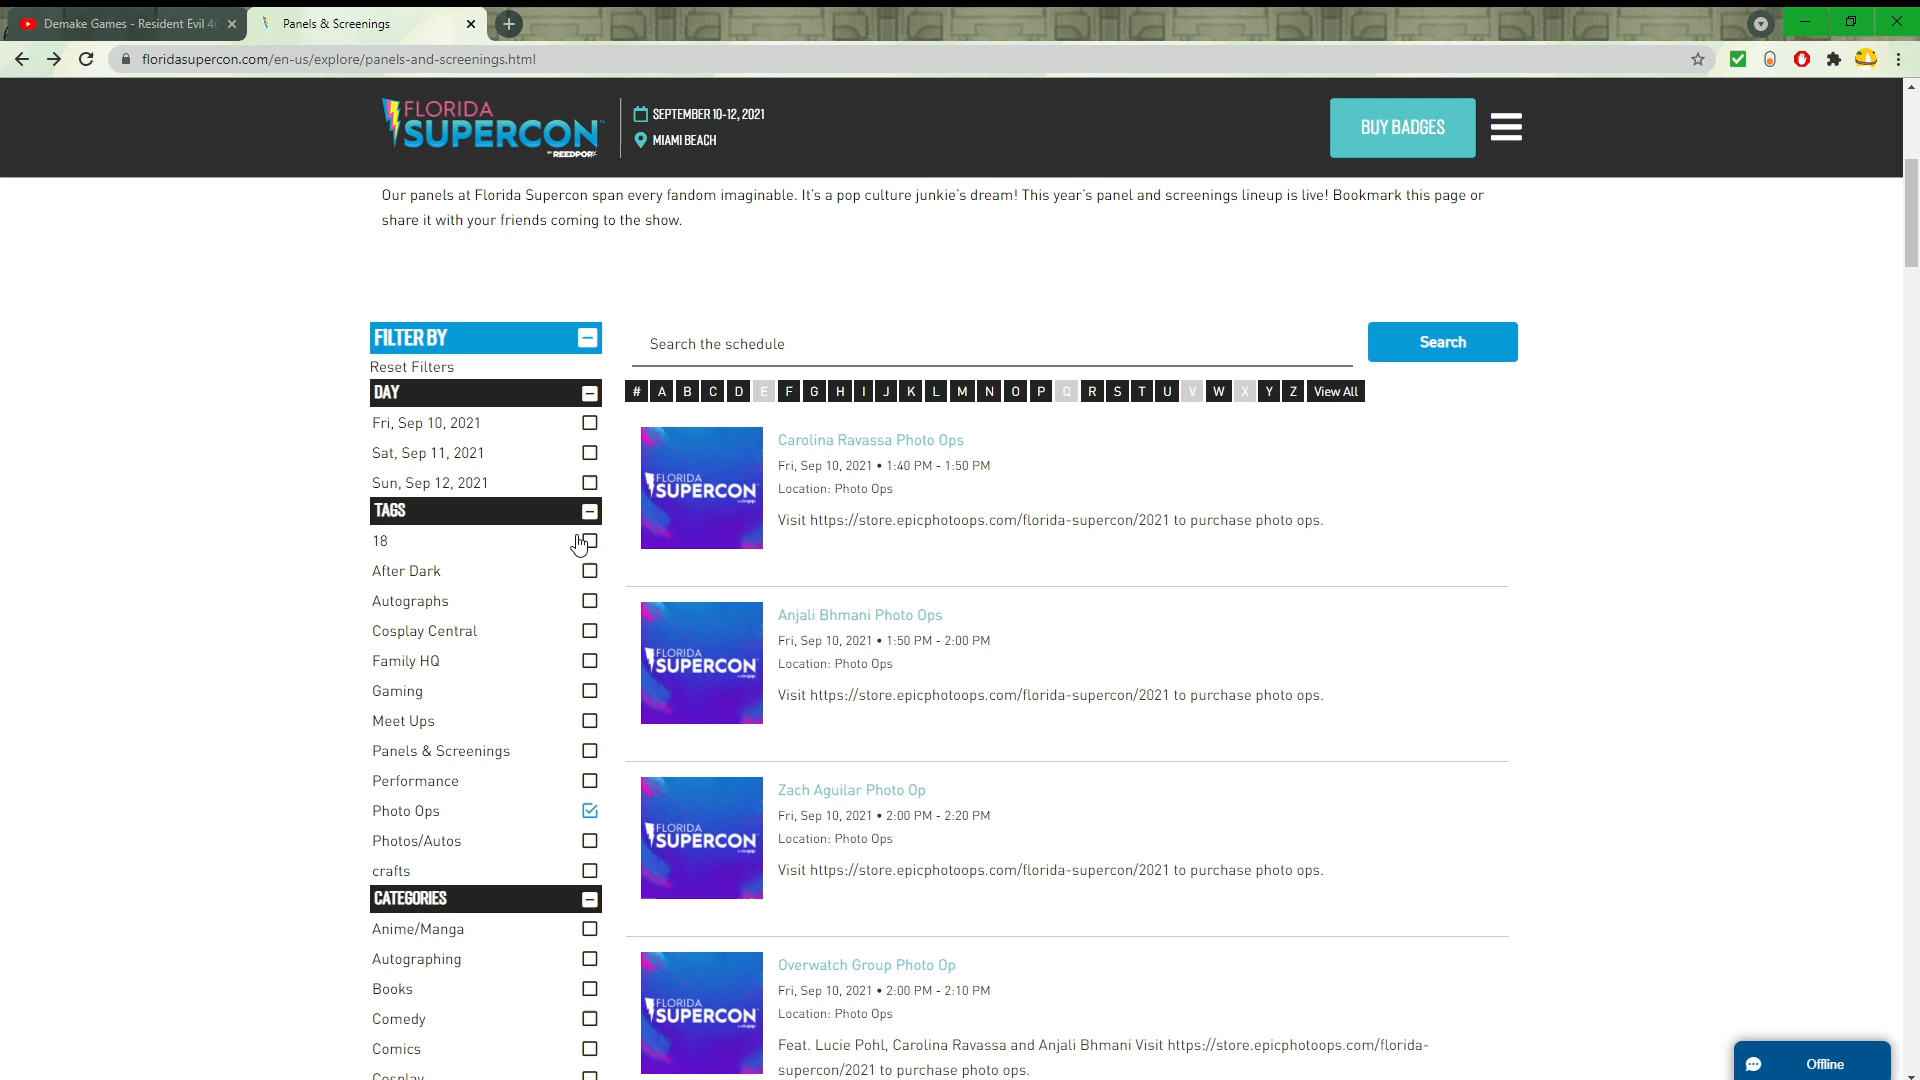 Demake Games - Resident Evil 4
Panels & Screenings
floridasupercon.com/en-us/explore/panels-and-screenings.html
FLORIDA
SUPERCON
BY REEDPOP
SEPTEMBER 10-12, 2021
MIAMI BEACH
BUY BADGES
Our panels at Florida Supercon span every fandom imaginable. It's a pop culture junkie's dream! This year's panel and screenings lineup is live! Bookmark this page or
share it with your friends coming to the show.
FILTER BY
Reset Filters
DAY
Fri, Sep 10, 2021
Sat, Sep 11, 2021
Sun, Sep 12, 2021
TAGS
18
After Dark
Autographs
Cosplay Central
Family HQ
Gaming
Meet Ups
Panels & Screenings
Performance
Photo Ops
Photos/Autos
crafts
CATEGORIES
Anime/Manga
Autographing
Books
Comedy
Comics
Cosplay
Search the schedule
Search
# A B C D E F G H I J K L M N O P Q R S T U V W X Y Z View All
FLORIDA
SUPERCON
Carolina Ravassa Photo Ops
Fri, Sep 10, 2021 • 1:40 PM - 1:50 PM
Location: Photo Ops
Visit https://store.epicphotoops.com/florida-supercon/2021 to purchase photo ops.
FLORIDA
SUPERCON
Anjali Bhmani Photo Ops
Fri, Sep 10, 2021 • 1:50 PM - 2:00 PM
Location: Photo Ops
Visit https://store.epicphotoops.com/florida-supercon/2021 to purchase photo ops.
FLORIDA
SUPERCON
Zach Aguilar Photo Op
Fri, Sep 10, 2021 • 2:00 PM - 2:20 PM
Location: Photo Ops
Visit https://store.epicphotoops.com/florida-supercon/2021 to purchase photo ops.
FLORIDA
SUPERCON
Overwatch Group Photo Op
Fri, Sep 10, 2021 • 2:00 PM - 2:10 PM
Location: Photo Ops
Feat. Lucie Pohl, Carolina Ravassa and Anjali Bhmani Visit https://store.epicphotoops.com/florida-
supercon/2021 to purchase photo ops.
Offline